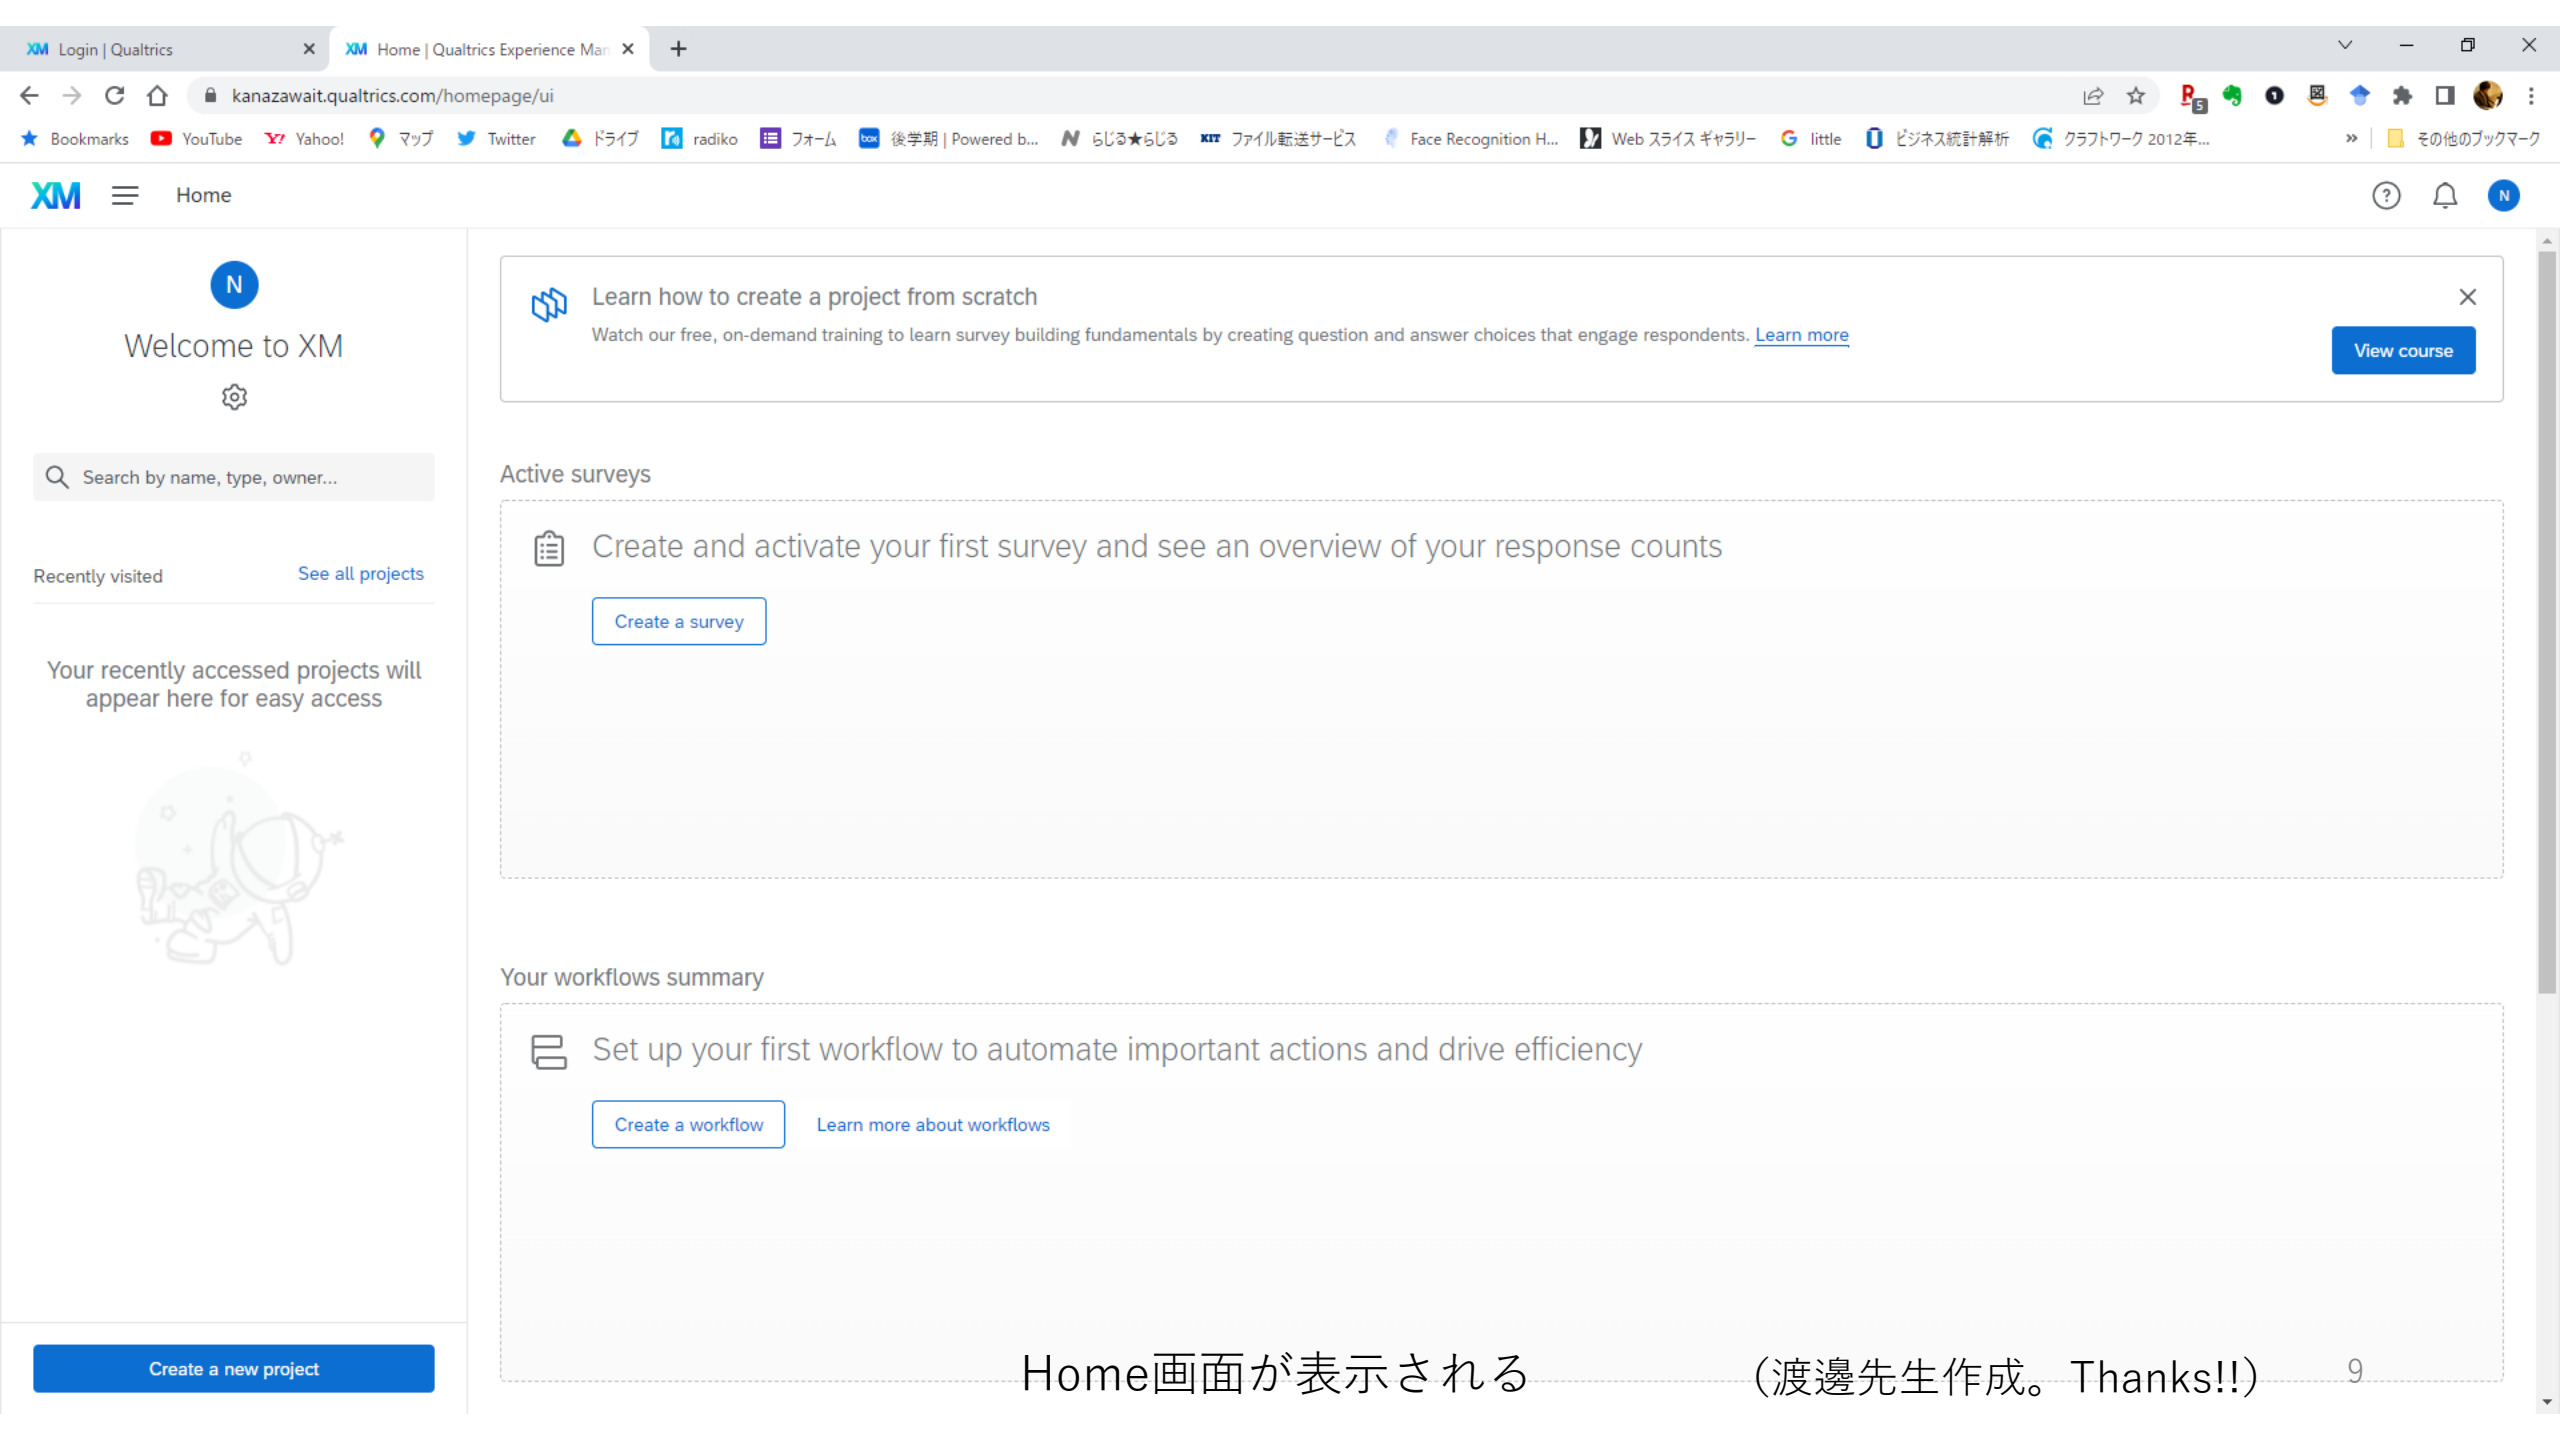 XM Login | Qualtrics
XM Home | Qualtrics Experience Man
kanazawait.qualtrics.com/homepage/ui
5
Bookmarks YouTube Y! Yahoo! マップ Twitter ドライブ radiko フォーム box 後学期 | Powered b... N らじる★らじる KIT ファイル転送サービス Face Recognition H... Web スライス ギャラリー G little ビジネス統計解析 クラフトワーク 2012年... » その他のブックマーク
XM Home ? N
N
Welcome to XM
Search by name, type, owner...
Recently visited See all projects
Your recently accessed projects will
appear here for easy access
Create a new project
Learn how to create a project from scratch
Watch our free, on-demand training to learn survey building fundamentals by creating question and answer choices that engage respondents. Learn more
View course
Active surveys
Create and activate your first survey and see an overview of your response counts
Create a survey
Your workflows summary
Set up your first workflow to automate important actions and drive efficiency
Create a workflow Learn more about workflows
Home画面が表示される （渡邊先生作成。Thanks!!） 9